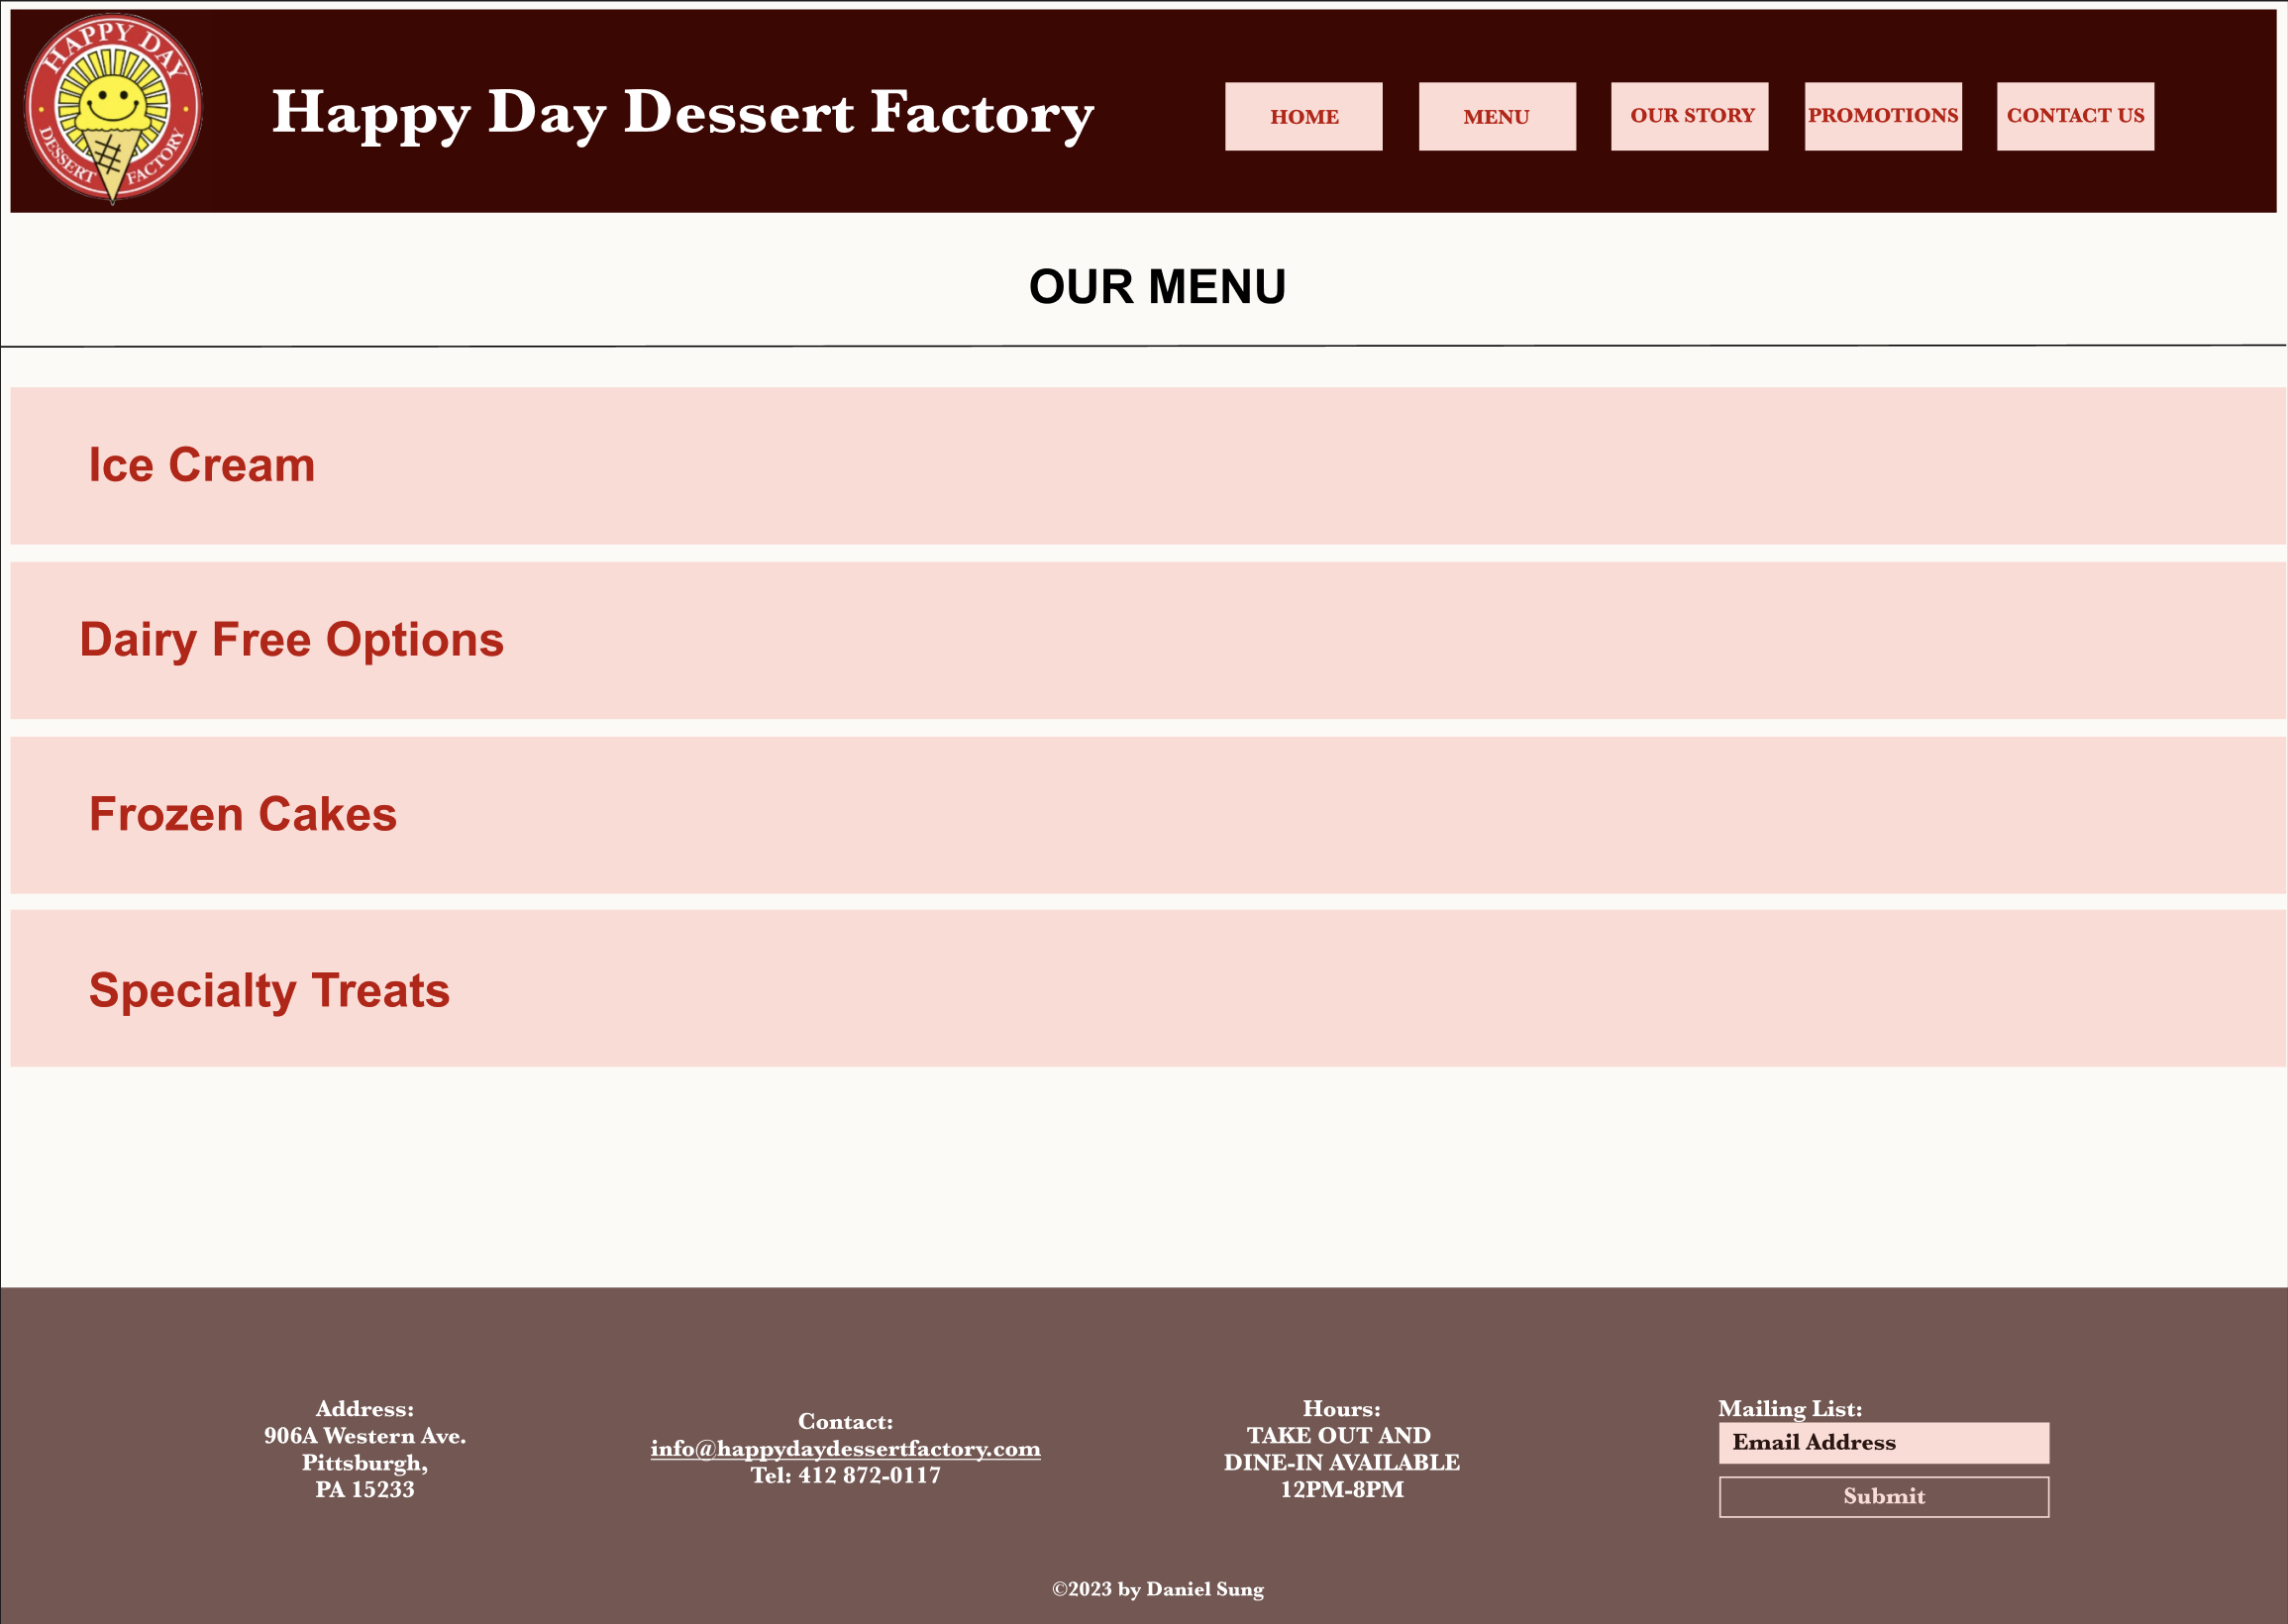 HAPPY DAY
DESSERT FACTORY
Happy Day Dessert Factory
HOME
MENU
OUR STORY
PROMOTIONS
CONTACT US
OUR MENU
Ice Cream
Dairy Free Options
Frozen Cakes
Specialty Treats
Address:
906A Western Ave.
Pittsburgh,
PA 15233
Contact:
info@happydaydessertfactory.com
Tel: 412 872-0117
Hours:
TAKE OUT AND
DINE-IN AVAILABLE
12PM-8PM
Mailing List:
Email Address
Submit
©2023 by Daniel Sung